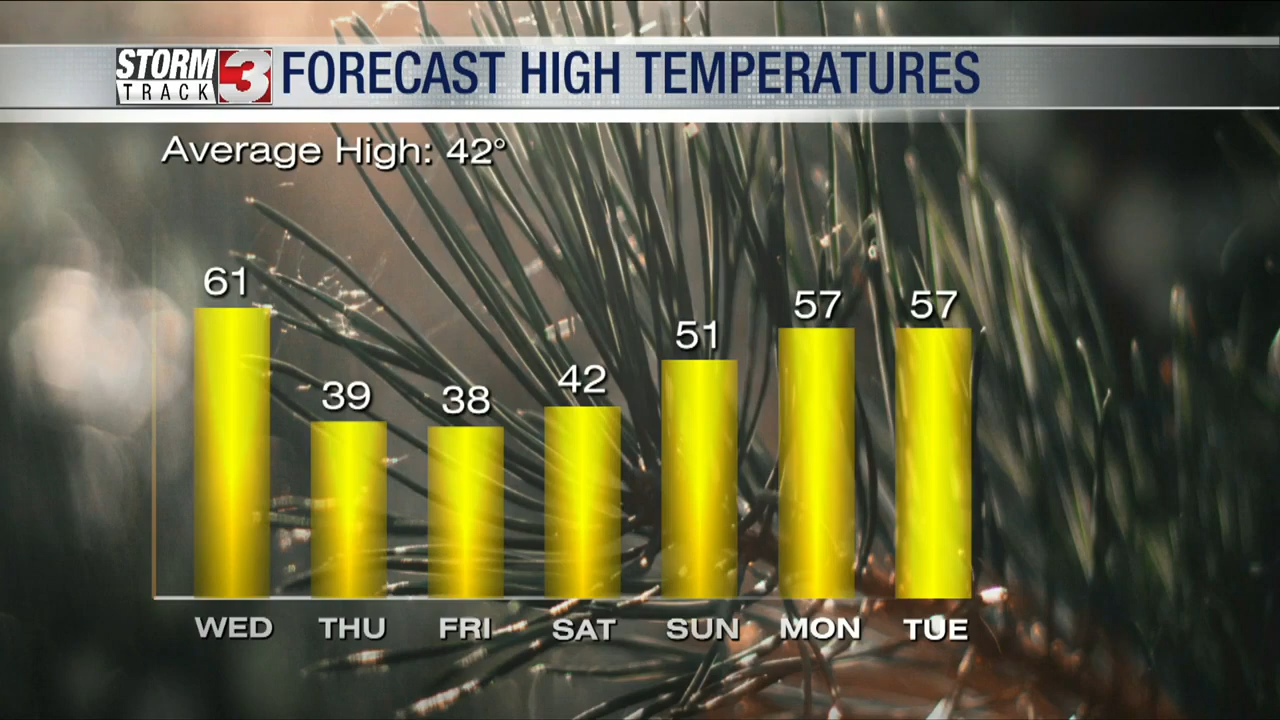 STORM TRACK 3 FORECAST HIGH TEMPERATURES
Average High: 42°
61
39
38
42
51
57
57
WED THU FRI SAT SUN MON TUE